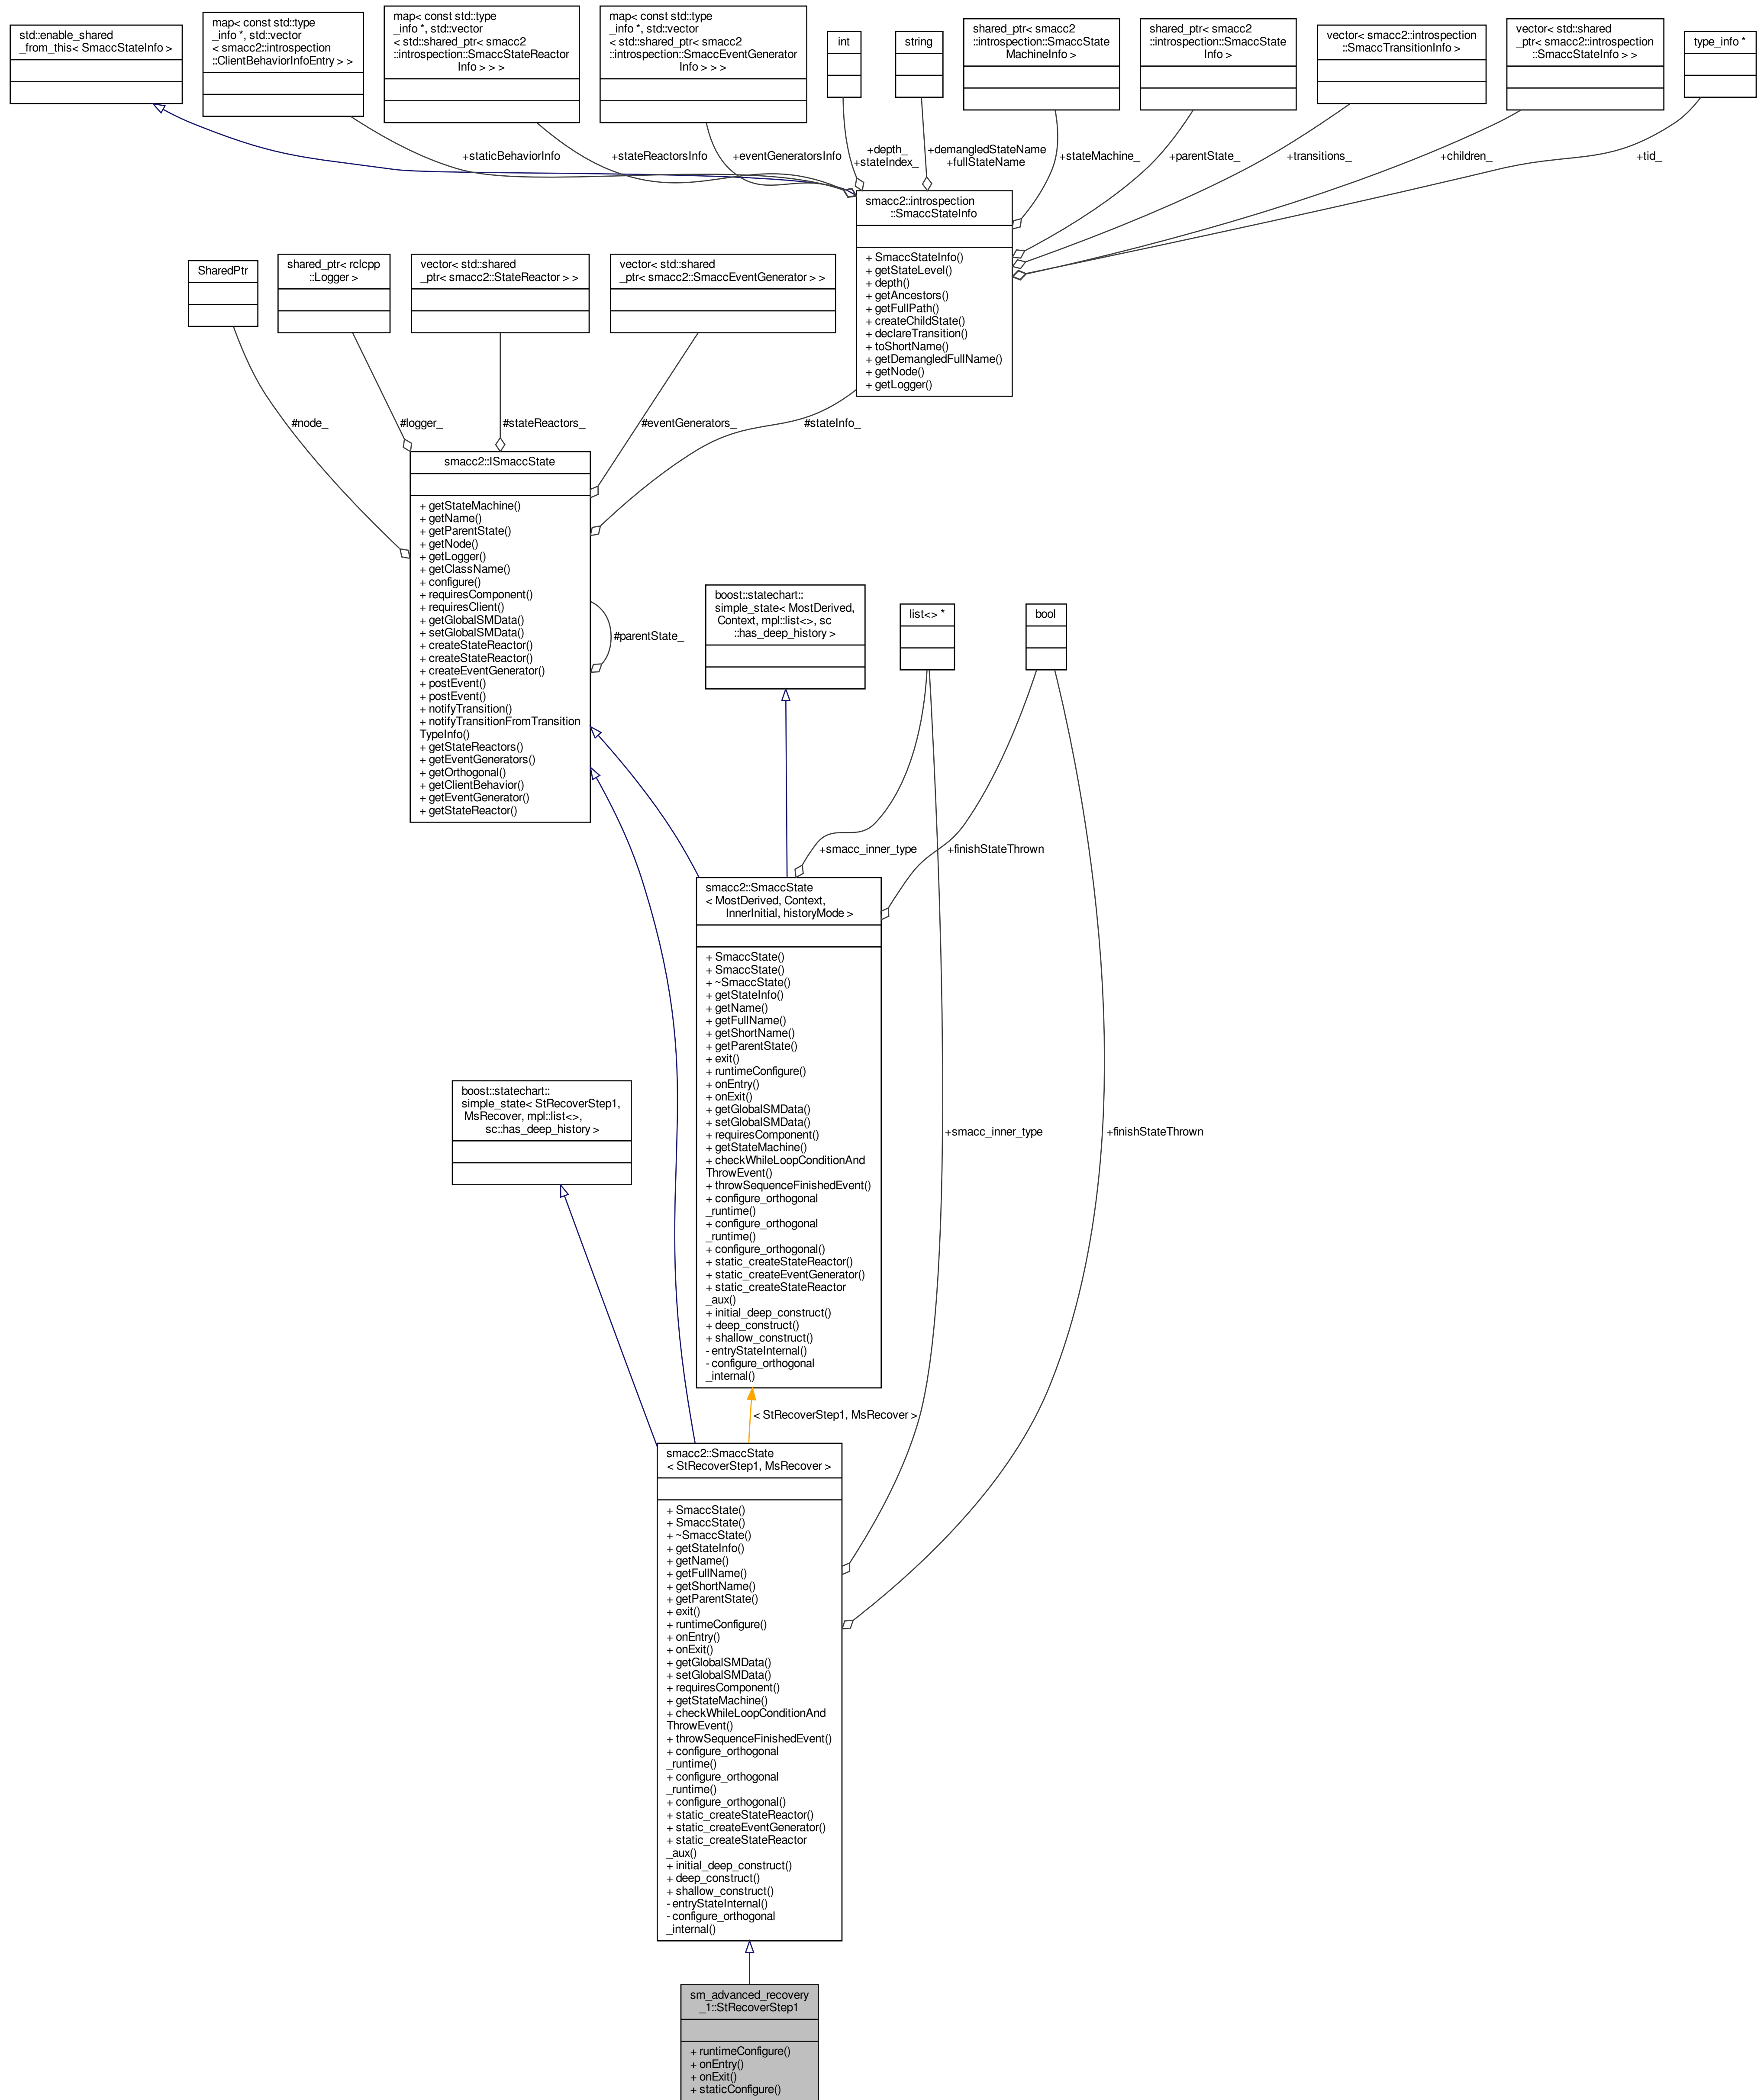 std::enable_shared
_from_this< SmaccStateInfo >
map< const std::type
_info *, std::vector
< smacc2::introspection
::ClientBehaviorInfoEntry > >
map< const std::type
_info *, std::vector
< std::shared_ptr< smacc2
::introspection::SmaccStateReactor
Info > > >
map< const std::type
_info *, std::vector
< std::shared_ptr< smacc2
::introspection::SmaccEventGenerator
Info > > >
int
string
shared_ptr< smacc2
::introspection::SmaccState
MachineInfo >
shared_ptr< smacc2
::introspection::SmaccState
Info >
vector< smacc2::introspection
::SmaccTransitionInfo >
vector< std::shared
_ptr< smacc2::introspection
::SmaccStateInfo > >
type_info *
+staticBehaviorInfo
+stateReactorsInfo
+eventGeneratorsInfo
+depth_
+stateIndex_
+demangledStateName
+fullStateName
+stateMachine_
+parentState_
+transitions_
+children_
+tid_
smacc2::introspection
::SmaccStateInfo
+ SmaccStateInfo()
+ getStateLevel()
+ depth()
+ getAncestors()
+ getFullPath()
+ createChildState()
+ declareTransition()
+ toShortName()
+ getDemangledFullName()
+ getNode()
+ getLogger()
SharedPtr
shared_ptr< rclcpp
::Logger >
vector< std::shared
_ptr< smacc2::StateReactor > >
vector< std::shared
_ptr< smacc2::SmaccEventGenerator > >
#node_
#logger_
#stateReactors_
#eventGenerators_
#stateInfo_
smacc2::ISmaccState
+ getStateMachine()
+ getName()
+ getParentState()
+ getNode()
+ getLogger()
+ getClassName()
+ configure()
+ requiresComponent()
+ requiresClient()
+ getGlobalSMData()
+ setGlobalSMData()
+ createStateReactor()
+ createStateReactor()
+ createEventGenerator()
+ postEvent()
+ postEvent()
+ notifyTransition()
+ notifyTransitionFromTransition
TypeInfo()
+ getStateReactors()
+ getEventGenerators()
+ getOrthogonal()
+ getClientBehavior()
+ getEventGenerator()
+ getStateReactor()
#parentState_
boost::statechart::
simple_state< MostDerived,
Context, mpl::list<>, sc
::has_deep_history >
list<> *
bool
+smacc_inner_type
+finishStateThrown
smacc2::SmaccState
< MostDerived, Context,
InnerInitial, historyMode >
+ SmaccState()
+ SmaccState()
+ ~SmaccState()
+ getStateInfo()
+ getName()
+ getFullName()
+ getShortName()
+ getParentState()
+ exit()
+ runtimeConfigure()
+ onEntry()
+ onExit()
+ getGlobalSMData()
+ setGlobalSMData()
+ requiresComponent()
+ getStateMachine()
+ checkWhileLoopConditionAnd
ThrowEvent()
+ throwSequenceFinishedEvent()
+ configure_orthogonal
_runtime()
+ configure_orthogonal
_runtime()
+ configure_orthogonal()
+ static_createStateReactor()
+ static_createEventGenerator()
+ static_createStateReactor
_aux()
+ initial_deep_construct()
+ deep_construct()
+ shallow_construct()
- entryStateInternal()
- configure_orthogonal
_internal()
boost::statechart::
simple_state< StRecoverStep1,
MsRecover, mpl::list<>,
sc::has_deep_history >
+smacc_inner_type
+finishStateThrown
< StRecoverStep1, MsRecover >
smacc2::SmaccState
< StRecoverStep1, MsRecover >
+ SmaccState()
+ SmaccState()
+ ~SmaccState()
+ getStateInfo()
+ getName()
+ getFullName()
+ getShortName()
+ getParentState()
+ exit()
+ runtimeConfigure()
+ onEntry()
+ onExit()
+ getGlobalSMData()
+ setGlobalSMData()
+ requiresComponent()
+ getStateMachine()
+ checkWhileLoopConditionAnd
ThrowEvent()
+ throwSequenceFinishedEvent()
+ configure_orthogonal
_runtime()
+ configure_orthogonal
_runtime()
+ configure_orthogonal()
+ static_createStateReactor()
+ static_createEventGenerator()
+ static_createStateReactor
_aux()
+ initial_deep_construct()
+ deep_construct()
+ shallow_construct()
- entryStateInternal()
- configure_orthogonal
_internal()
sm_advanced_recovery
_1::StRecoverStep1
+ runtimeConfigure()
+ onEntry()
+ onExit()
+ staticConfigure()